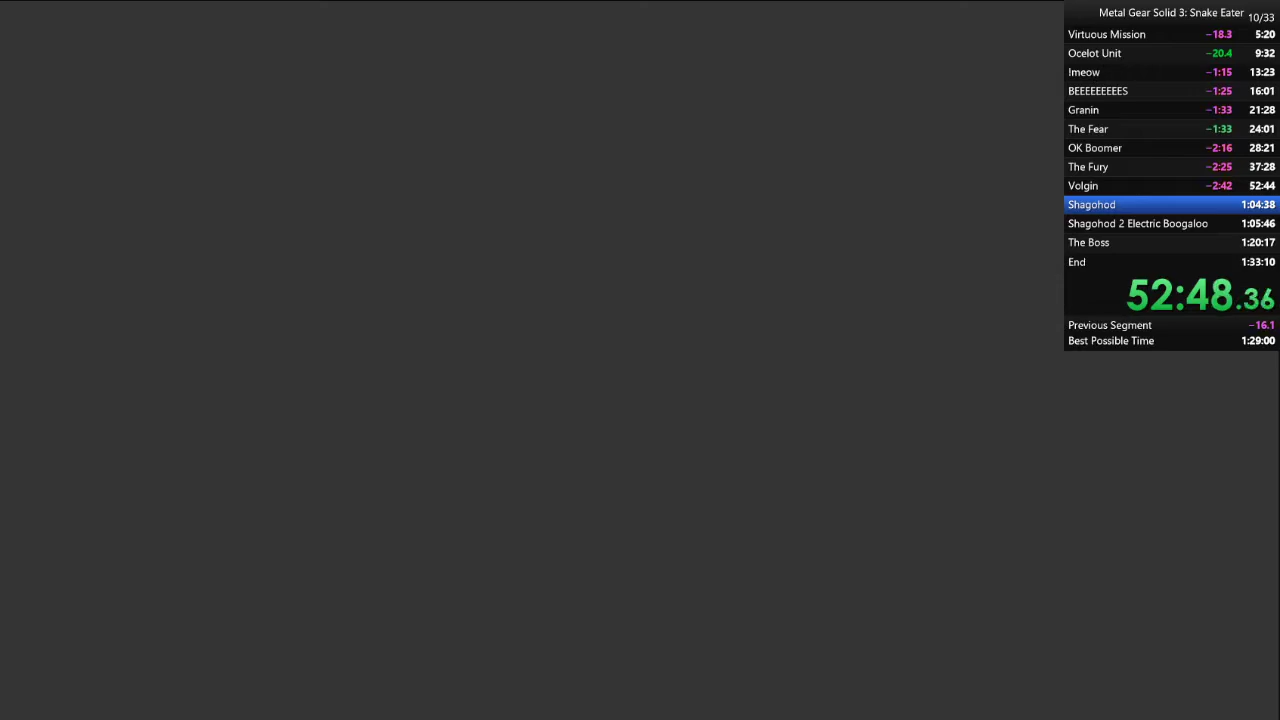 Metal Gear Solid 3: Snake Eater 10/33
Virtuous Mission −18.3 5:20
Ocelot Unit −20.4 9:32
!meow −1:15 13:23
BEEEEEEEEES −1:25 16:01
Granin −1:33 21:28
The Fear −1:33 24:01
OK Boomer −2:16 28:21
The Fury −2:25 37:28
Volgin −2:42 52:44
Shagohod 1:04:38
Shagohod 2 Electric Boogaloo 1:05:46
The Boss 1:20:17
End 1:33:10
52:48.36
Previous Segment −16.1
Best Possible Time 1:29:00